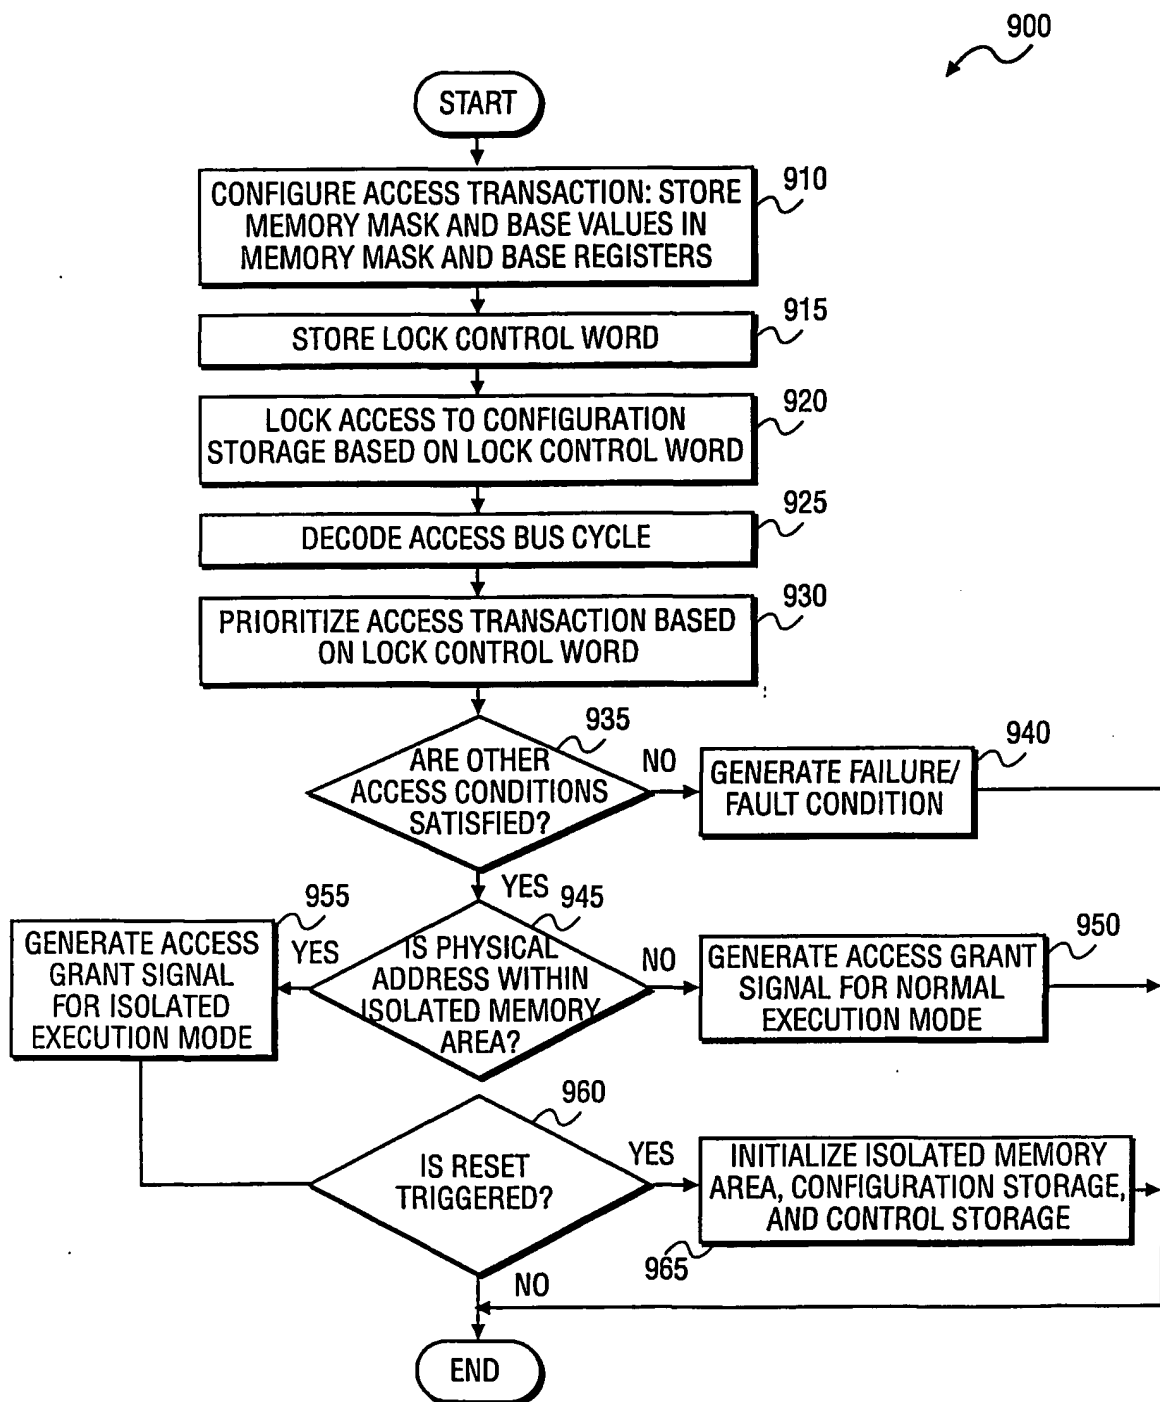 900
START
CONFIGURE ACCESS TRANSACTION: STORE
MEMORY MASK AND BASE VALUES IN
MEMORY MASK AND BASE REGISTERS
910
STORE LOCK CONTROL WORD
915
LOCK ACCESS TO CONFIGURATION
STORAGE BASED ON LOCK CONTROL WORD
920
DECODE ACCESS BUS CYCLE
925
PRIORITIZE ACCESS TRANSACTION BASED
ON LOCK CONTROL WORD
930
ARE OTHER
ACCESS CONDITIONS
SATISFIED?
935
NO
GENERATE FAILURE/
FAULT CONDITION
940
YES
IS PHYSICAL
ADDRESS WITHIN
ISOLATED MEMORY
AREA?
945
YES
GENERATE ACCESS
GRANT SIGNAL
FOR ISOLATED
EXECUTION MODE
955
NO
GENERATE ACCESS GRANT
SIGNAL FOR NORMAL
EXECUTION MODE
950
IS RESET
TRIGGERED?
960
YES
INITIALIZE ISOLATED MEMORY
AREA, CONFIGURATION STORAGE,
AND CONTROL STORAGE
965
NO
END